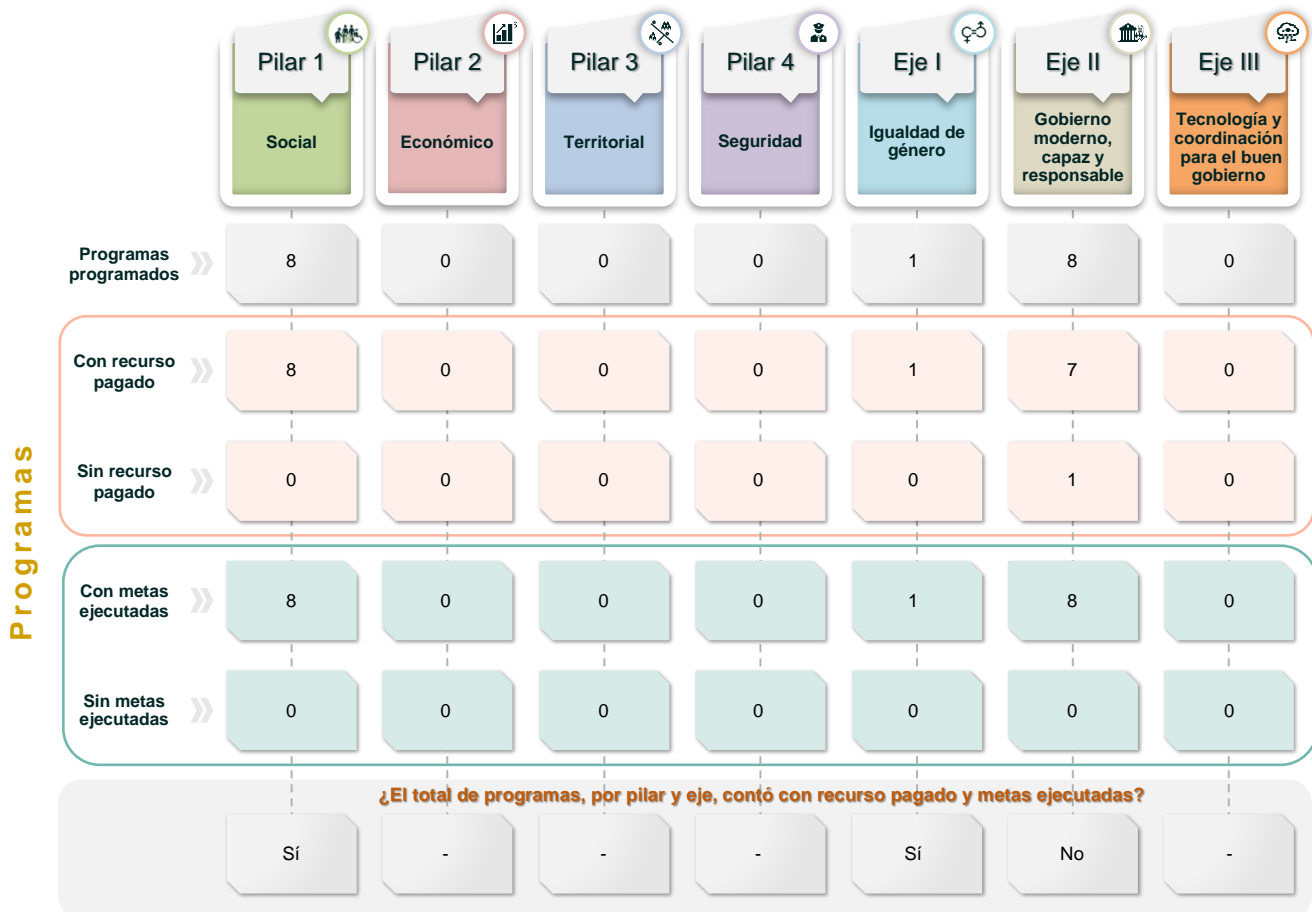 Pilar 1
Pilar 2
Pilar 3
Pilar 4
Eje I
Eje II
Eje III
Social
Económico
Territorial
Seguridad
Igualdad de
género
Gobierno
moderno,
capaz y
responsable
Tecnología y
coordinación
para el buen
gobierno
Programas
Programas
programados
8 0 0 0 1 8 0
Con recurso
pagado
8 0 0 0 1 7 0
Sin recurso
pagado
0 0 0 0 0 1 0
Con metas
ejecutadas
8 0 0 0 1 8 0
Sin metas
ejecutadas
0 0 0 0 0 0 0
¿El total de programas, por pilar y eje, contó con recurso pagado y metas ejecutadas?
Sí - - - Sí No -